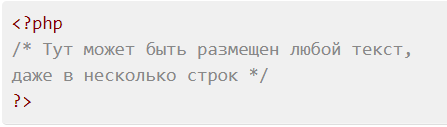 <?php
/* Тут может быть размещен любой текст,
даже в несколько строк */
?>